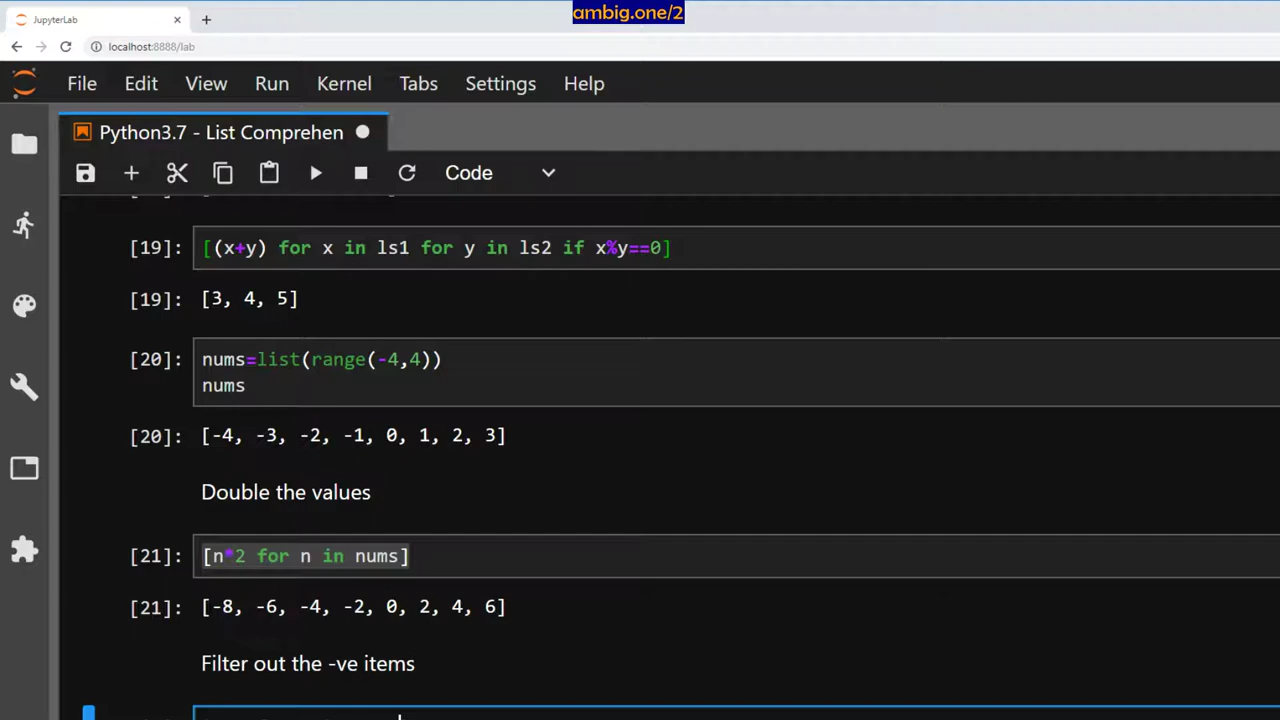 ambig.one/2
JupyterLab
localhost:8888/lab
File Edit View Run Kernel Tabs Settings Help
Python3.7 - List Comprehen
Code
[19]: [(x+y) for x in ls1 for y in ls2 if x%y==0]
[19]: [3, 4, 5]
[20]: nums=list(range(-4,4))
nums
[20]: [-4, -3, -2, -1, 0, 1, 2, 3]
Double the values
[21]: [n*2 for n in nums]
[21]: [-8, -6, -4, -2, 0, 2, 4, 6]
Filter out the -ve items